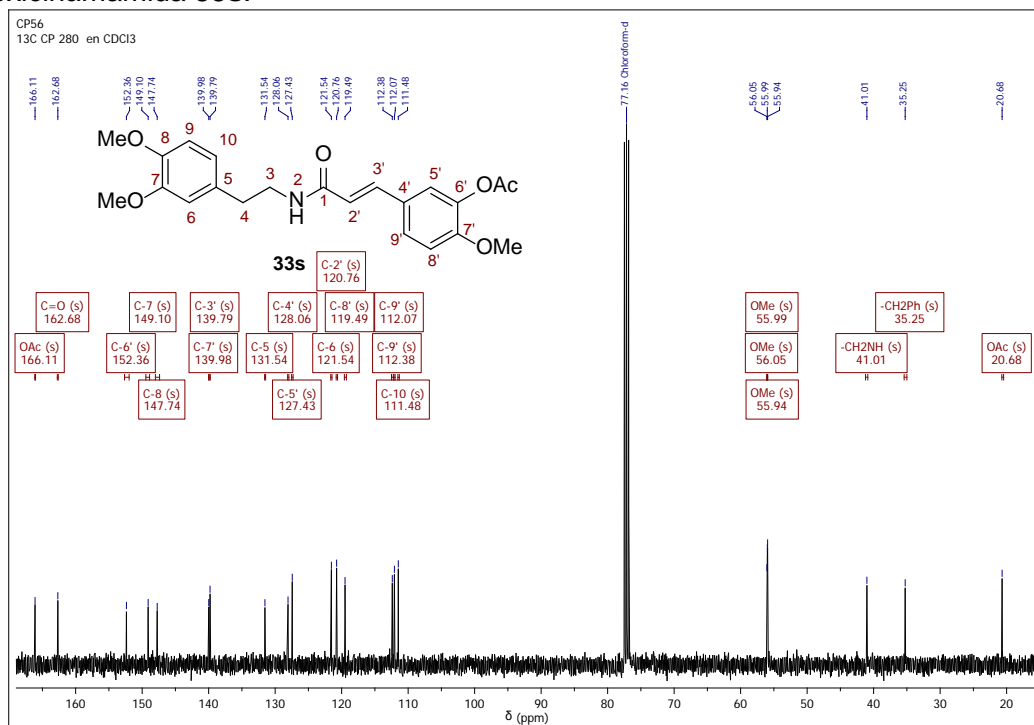 CP56
13C CP 280 en CDCl3
166.11
162.68
152.36
149.10
147.74
139.98
139.79
131.54
128.06
127.43
121.54
120.76
119.49
112.38
112.07
111.48
77.16 Chloroform-d
56.05
55.99
55.94
41.01
35.25
20.68
MeO
9
10
8
O
3'
5'
3
2
4'
6'
OAc
7
5
1
MeO
6
4
N
H
2'
7'
9'
OMe
8'
33s
C-2' (s)
120.76
C=O (s)
162.68
C-7 (s)
149.10
C-3' (s)
139.79
C-4' (s)
128.06
C-8' (s)
119.49
C-9' (s)
112.07
OMe (s)
55.99
-CH2Ph (s)
35.25
OAc (s)
166.11
C-6' (s)
152.36
C-7' (s)
139.98
C-5 (s)
131.54
C-6 (s)
121.54
C-9' (s)
112.38
OMe (s)
56.05
-CH2NH (s)
41.01
OAc (s)
20.68
C-8 (s)
147.74
C-5' (s)
127.43
C-10 (s)
111.48
OMe (s)
55.94
160 150 140 130 120 110 100 90 80 70 60 50 40 30 20
δ (ppm)